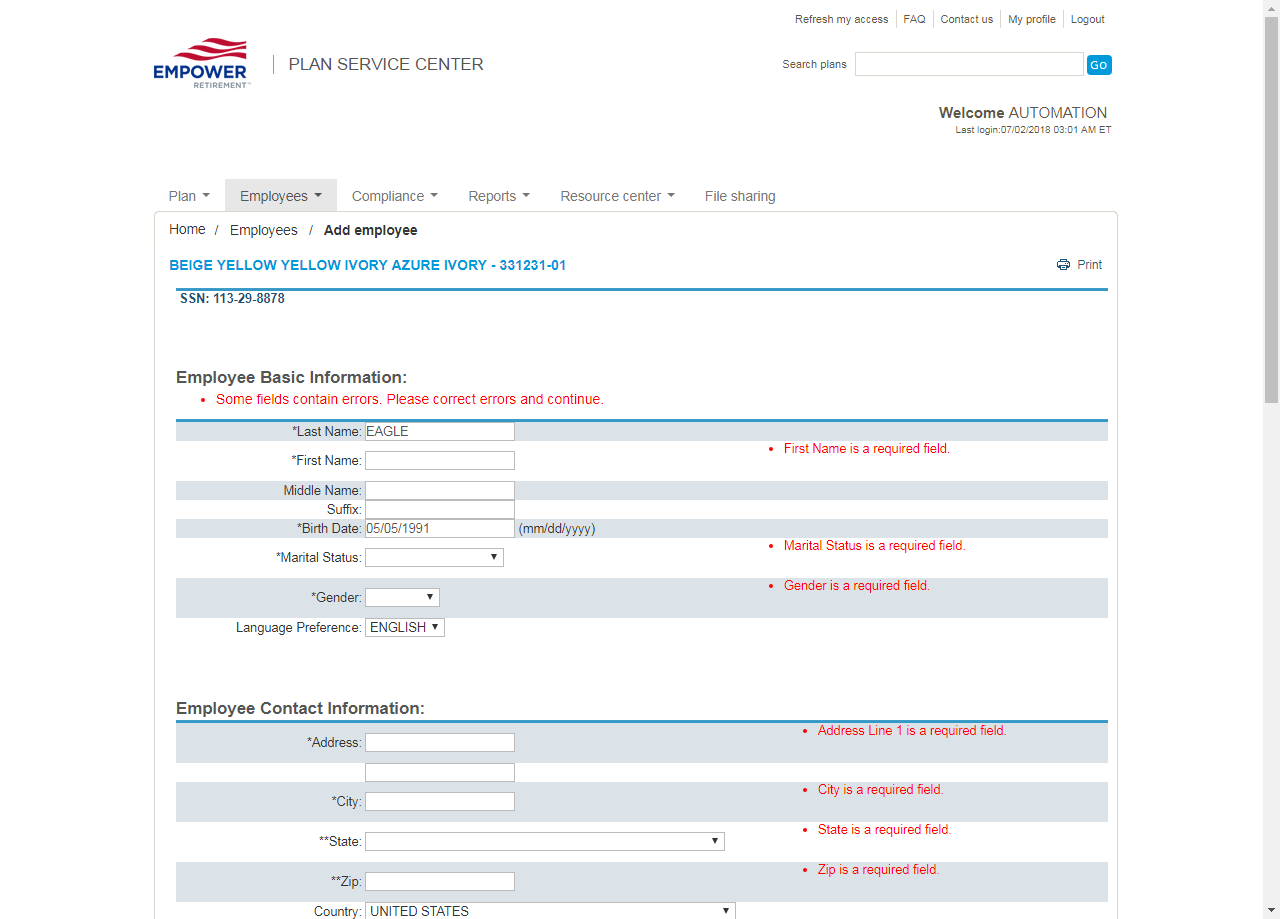 Refresh my access FAQ Contact us My profile Logout
EMPOWER
RETIREMENT™
PLAN SERVICE CENTER
Search plans Go
Welcome AUTOMATION
Last login:07/02/2018 03:01 AM ET
Plan Employees Compliance Reports Resource center File sharing
Home / Employees / Add employee
BEIGE YELLOW YELLOW IVORY AZURE IVORY - 331231-01 Print
SSN: 113-29-8878
Employee Basic Information:
• Some fields contain errors. Please correct errors and continue.
*Last Name: EAGLE
• First Name is a required field.
*First Name:
Middle Name:
Suffix:
*Birth Date: 05/05/1991 (mm/dd/yyyy)
• Marital Status is a required field.
*Marital Status:
• Gender is a required field.
*Gender:
Language Preference: ENGLISH
Employee Contact Information:
• Address Line 1 is a required field.
*Address:
• City is a required field.
*City:
• State is a required field.
**State:
• Zip is a required field.
**Zip:
Country: UNITED STATES